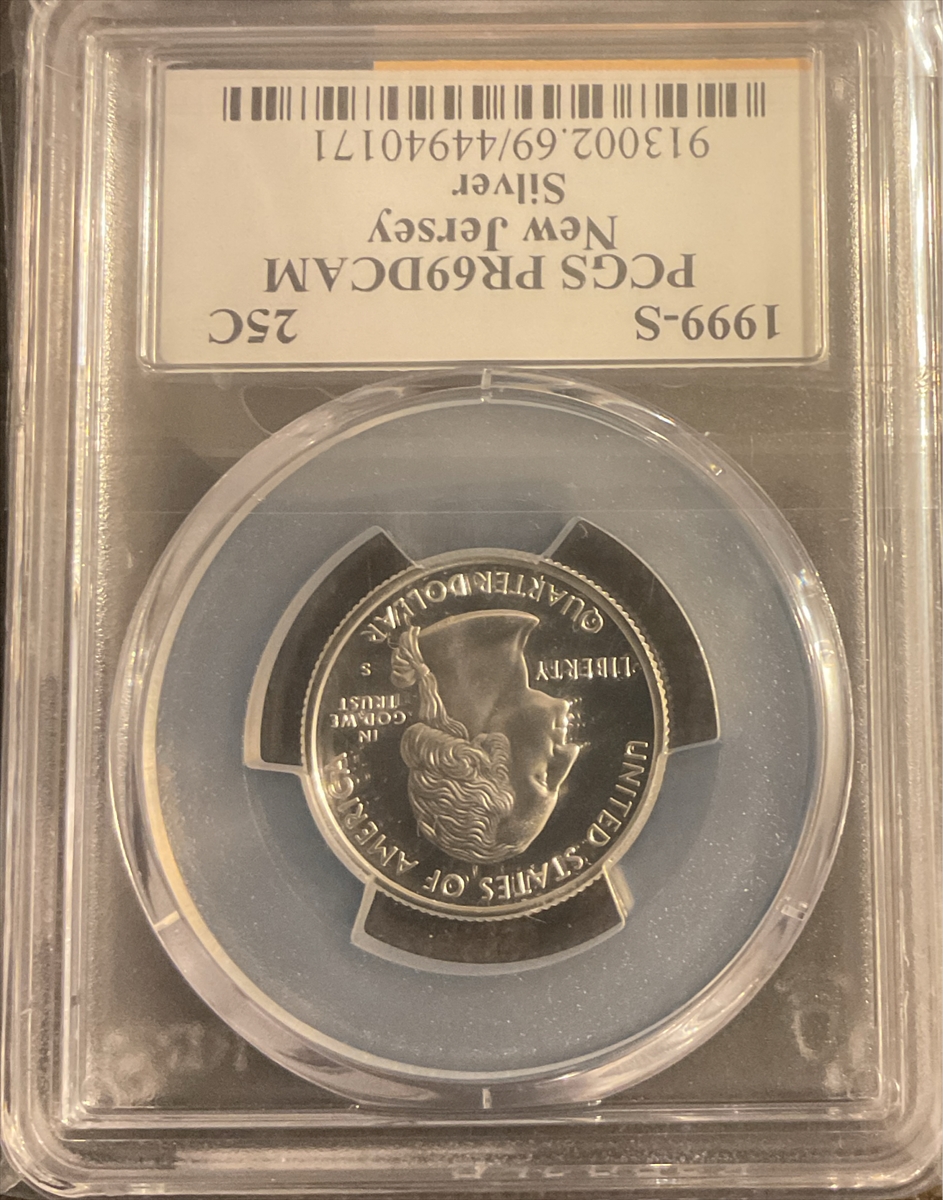 1999-S 25C
PCGS PR69DCAM
New Jersey
Silver
913002.69/44940171
UNITED STATES OF AMERICA
LIBERTY
IN
GOD WE
TRUST
S
QUARTER DOLLAR